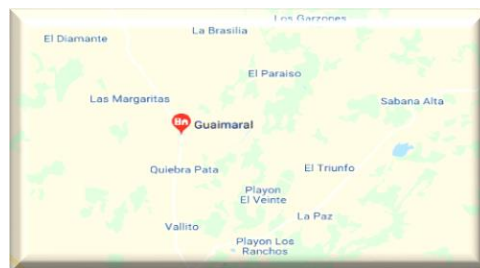 Los Garzones
La Brasilia
El Diamante
El Paraiso
Las Margaritas
Sabana Alta
Guaimaral
Quiebra Pata
El Triunfo
Playon
El Veinte
La Paz
Vallito
Playon Los
Ranchos